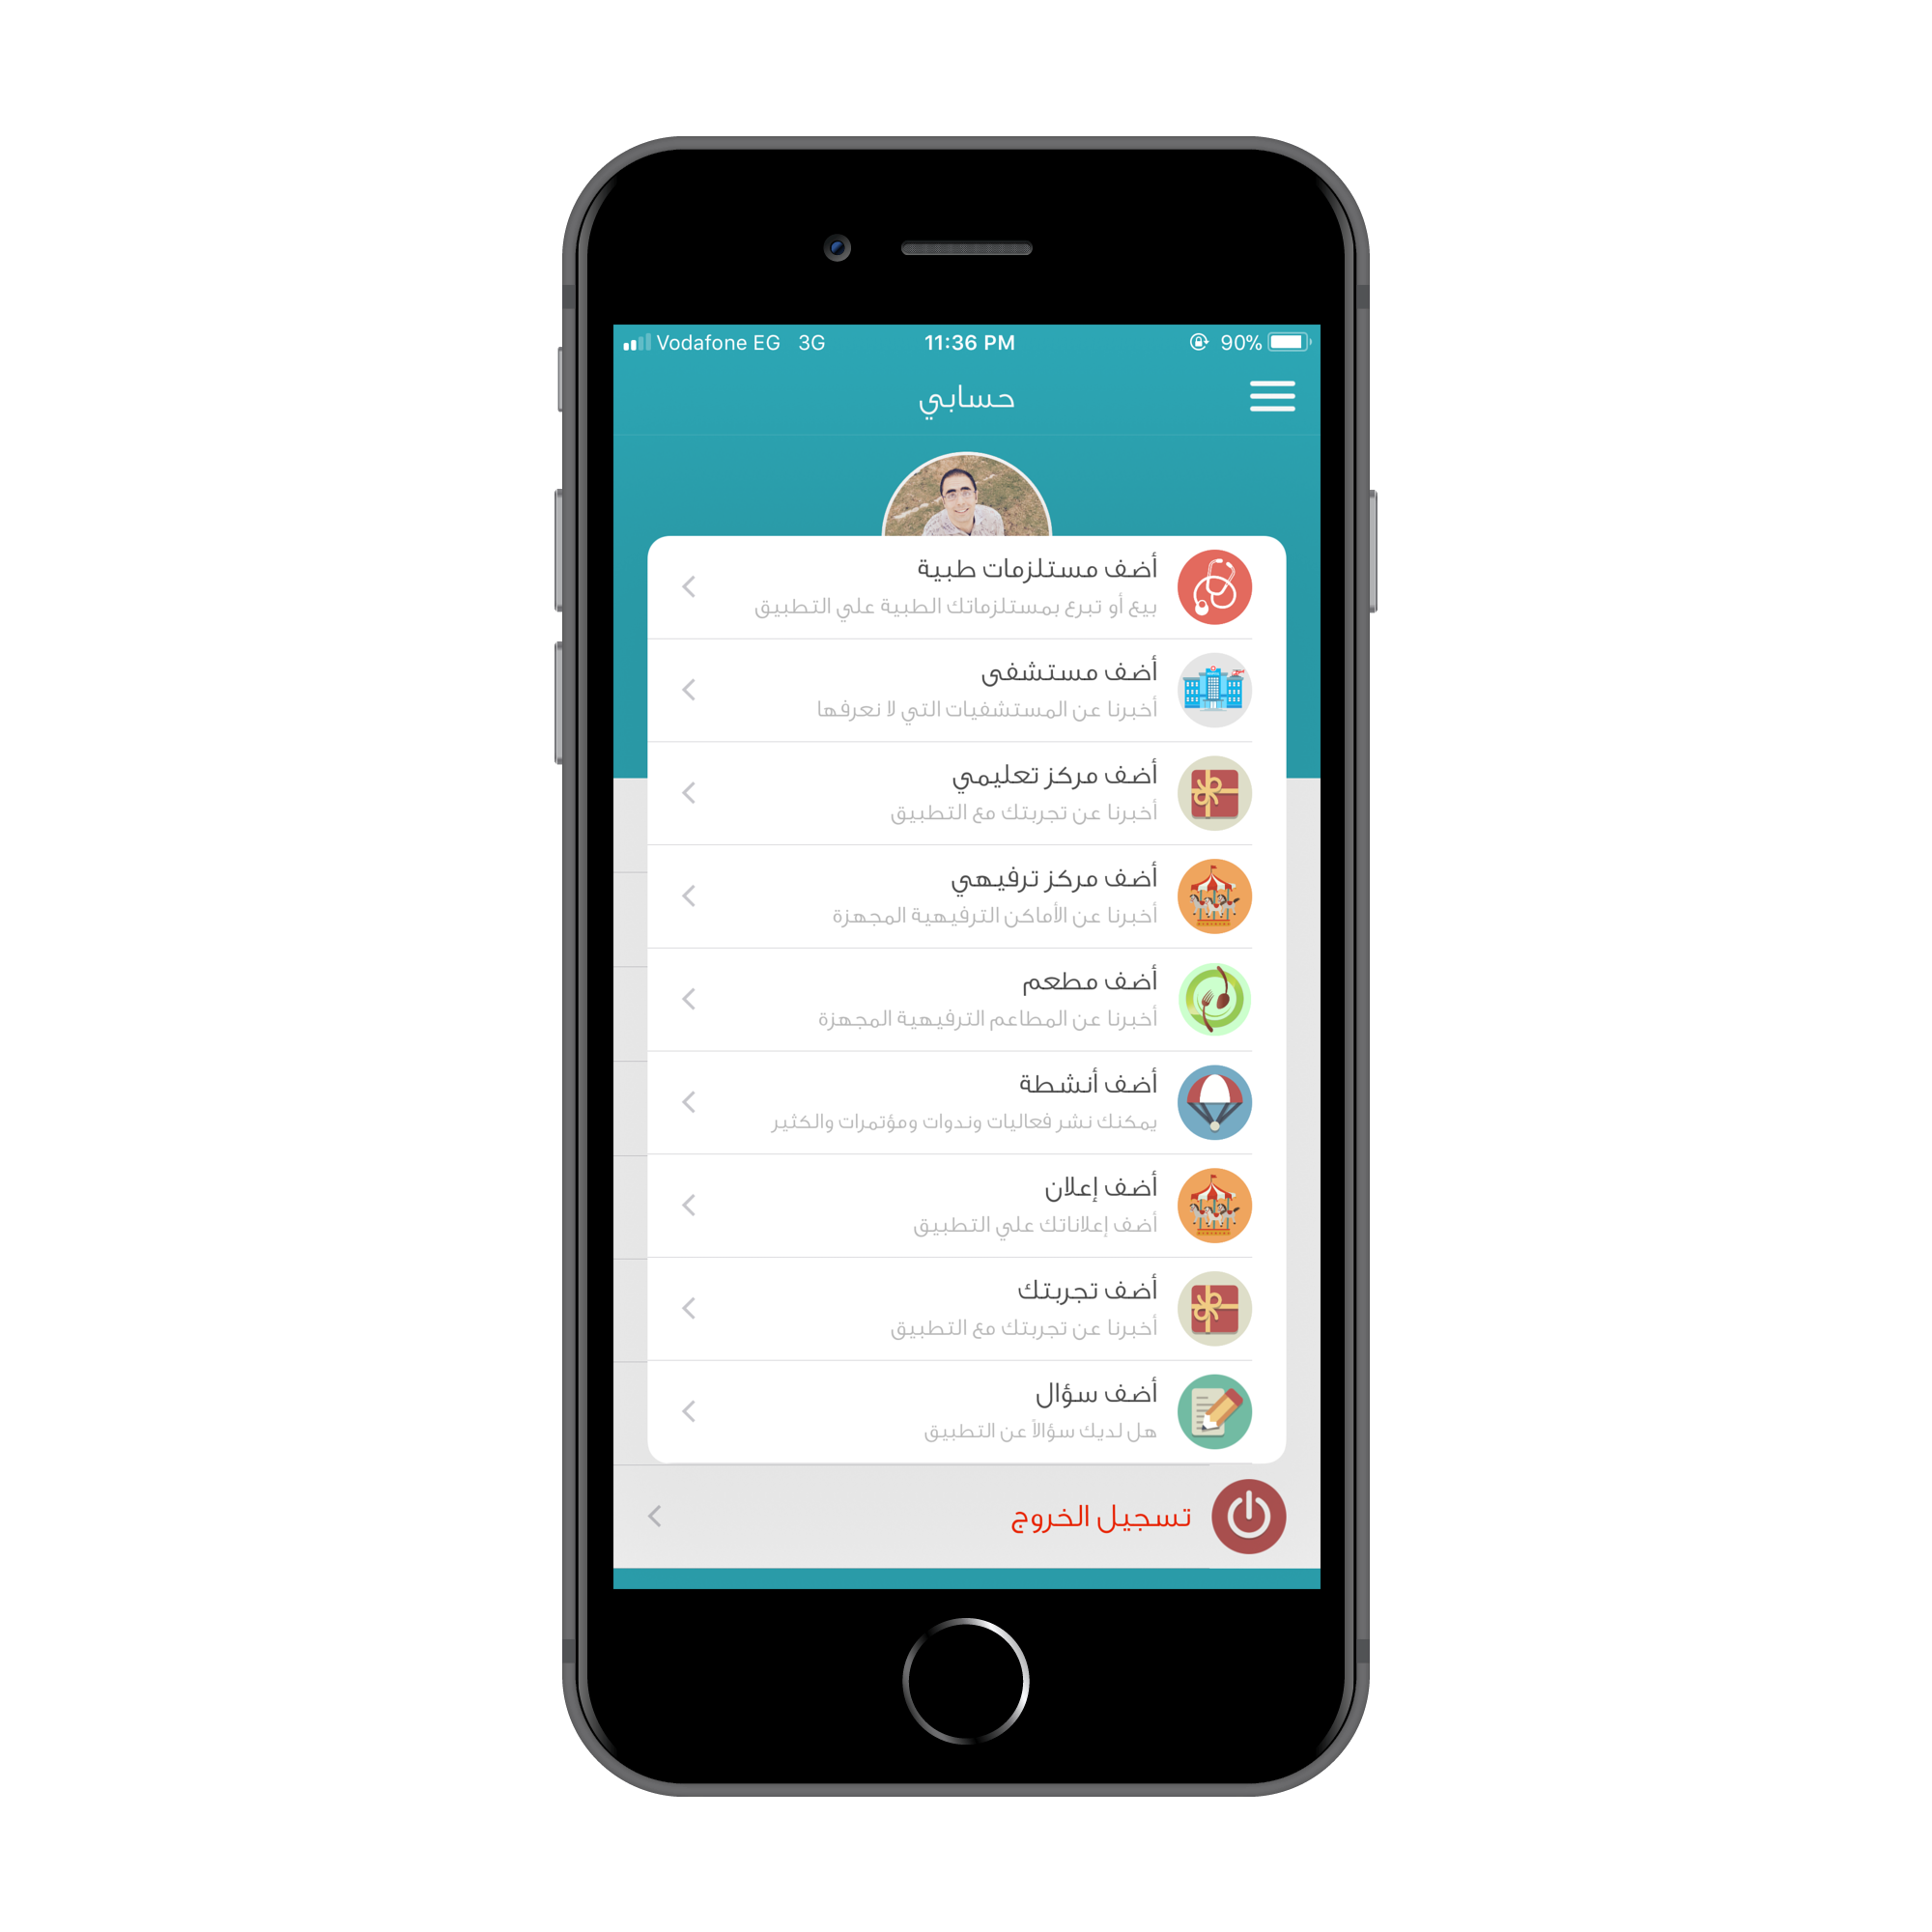 Vodafone EG 3G 11:36 PM 90%
حسابي
أضف مستلزمات طبية
بيع أو تبرع بمستلزماتك الطبية علي التطبيق
أضف مستشفى
أخبرنا عن المستشفيات التي لا نعرفها
أضف مركز تعليمي
أخبرنا عن تجربتك مع التطبيق
أضف مركز ترفيهي
أخبرنا عن الأماكن الترفيهية المجهزة
أضف مطعم
أخبرنا عن المطاعم الترفيهية المجهزة
أضف أنشطة
يمكنك نشر فعاليات وندوات ومؤتمرات والكثير
أضف إعلان
أضف إعلاناتك علي التطبيق
أضف تجربتك
أخبرنا عن تجربتك مع التطبيق
أضف سؤال
هل لديك سؤالاً عن التطبيق
تسجيل الخروج